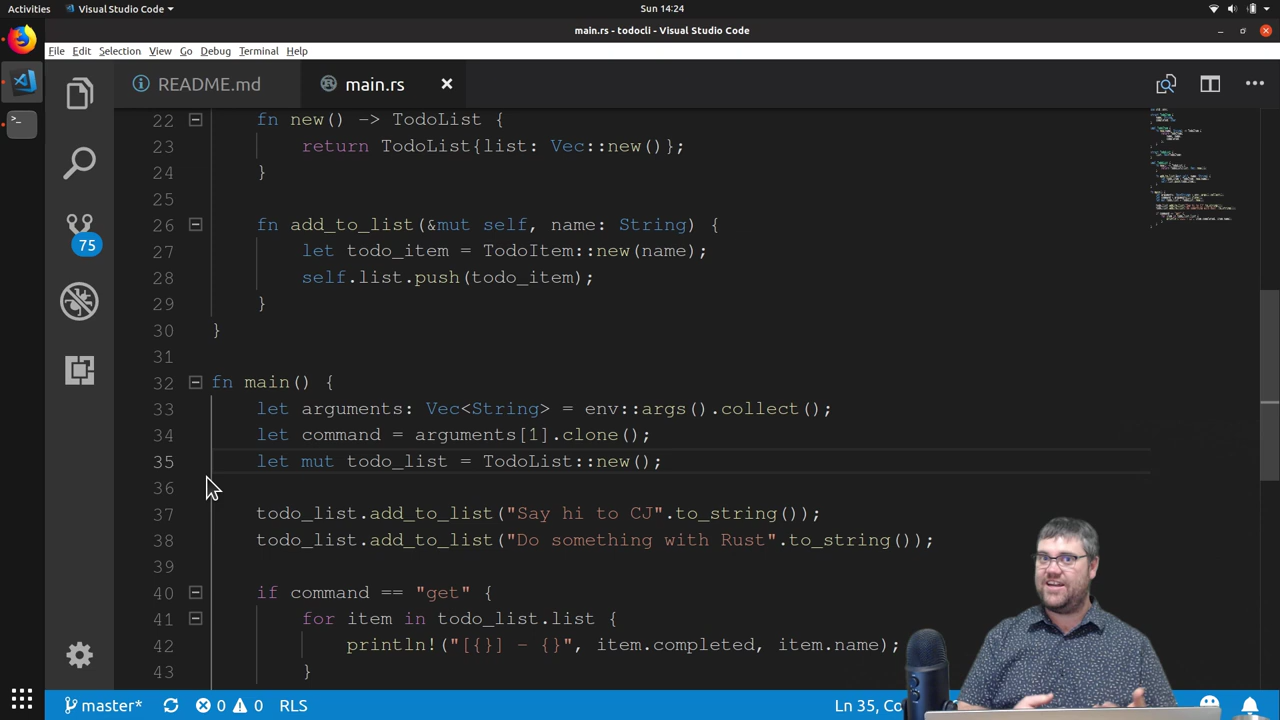 Activities
Visual Studio Code
Sun 14:24
main.rs - todocli - Visual Studio Code
File Edit Selection View Go Debug Terminal Help
README.md
main.rs
22 fn new() -> TodoList {
23 return TodoList{list: Vec::new()};
24 }
25
26 fn add_to_list(&mut self, name: String) {
27 let todo_item = TodoItem::new(name);
28 self.list.push(todo_item);
29 }
30 }
31
32 fn main() {
33 let arguments: Vec<String> = env::args().collect();
34 let command = arguments[1].clone();
35 let mut todo_list = TodoList::new();
36
37 todo_list.add_to_list("Say hi to CJ".to_string());
38 todo_list.add_to_list("Do something with Rust".to_string());
39
40 if command == "get" {
41 for item in todo_list.list {
42 println!("[{}] - {}", item.completed, item.name);
43 }
75
master* 0 0 RLS Ln 35,